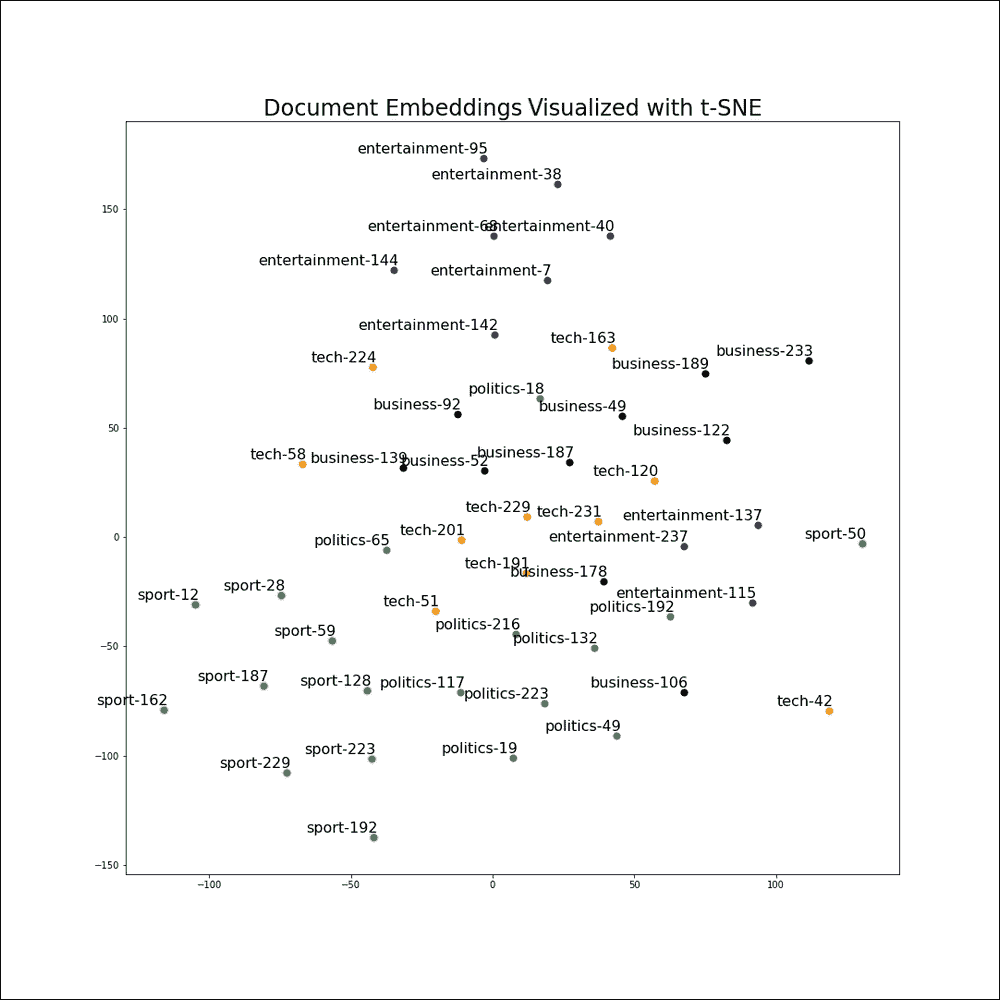 Document Embeddings Visualized with t-SNE
entertainment-95
entertainment-38
150
entertainment-68
entertainment-40
entertainment-144
entertainment-7
100
entertainment-142
tech-163
business-233
tech-224
business-189
politics-18
business-92
business-49
50
business-122
business-187
tech-58
business-139
business-52
tech-120
tech-229
tech-231
entertainment-137
0
tech-201
politics-65
entertainment-237
sport-50
tech-191
business-178
sport-28
sport-12
entertainment-115
tech-51
politics-192
−50
sport-59
politics-216
politics-132
sport-187
sport-128
politics-117
business-106
sport-162
politics-223
tech-42
politics-49
−100
sport-223
politics-19
sport-229
sport-192
−150
−100
−50
0
50
100